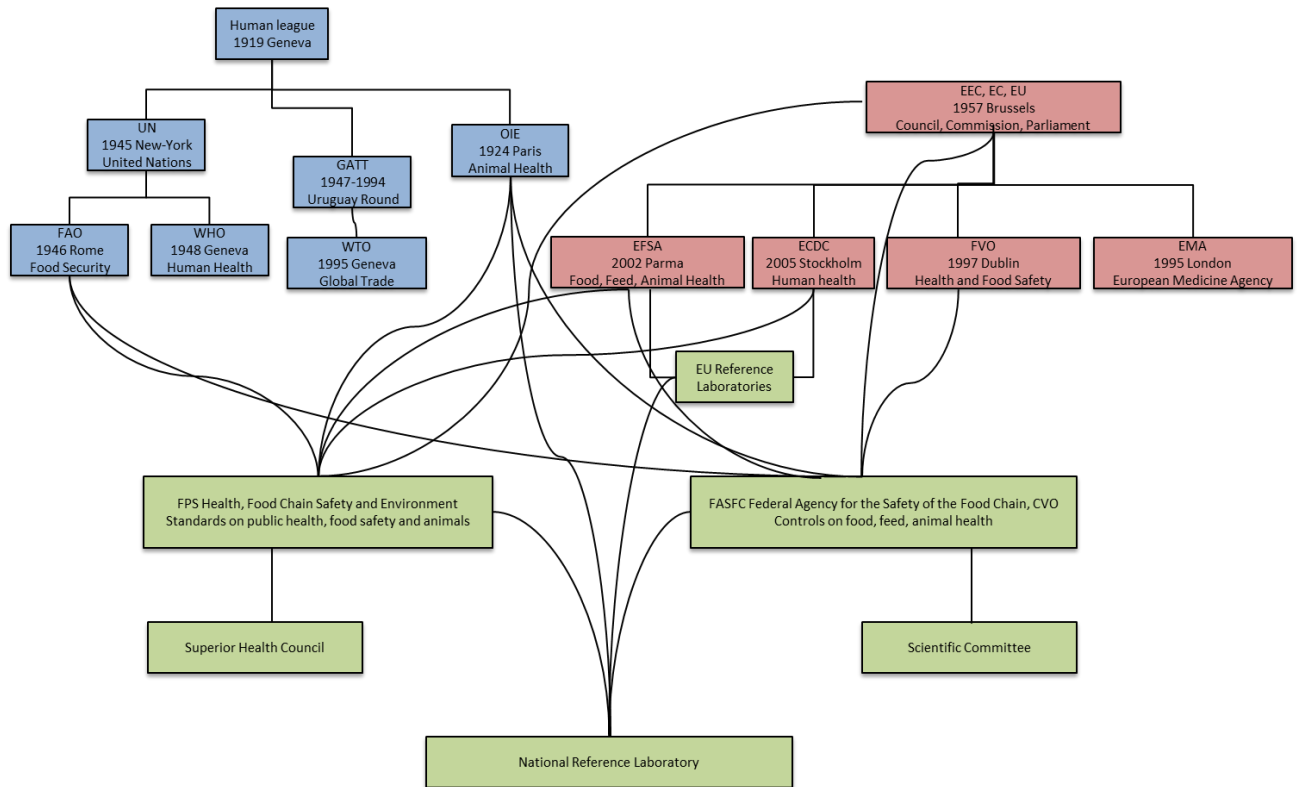 Human league
1919 Geneva
EEC, EC, EU
1957 Brussels
Council, Commission, Parliament
UN
1945 New-York
United Nations
GATT
1947-1994
Uruguay Round
OIE
1924 Paris
Animal Health
FAO
1946 Rome
Food Security
WHO
1948 Geneva
Human Health
WTO
1995 Geneva
Global Trade
EFSA
2002 Parma
Food, Feed, Animal Health
ECDC
2005 Stockholm
Human health
FVO
1997 Dublin
Health and Food Safety
EMA
1995 London
European Medicine Agency
EU Reference
Laboratories
FPS Health, Food Chain Safety and Environment
Standards on public health, food safety and animals
FASFC Federal Agency for the Safety of the Food Chain, CVO
Controls on food, feed, animal health
Superior Health Council
Scientific Committee
National Reference Laboratory